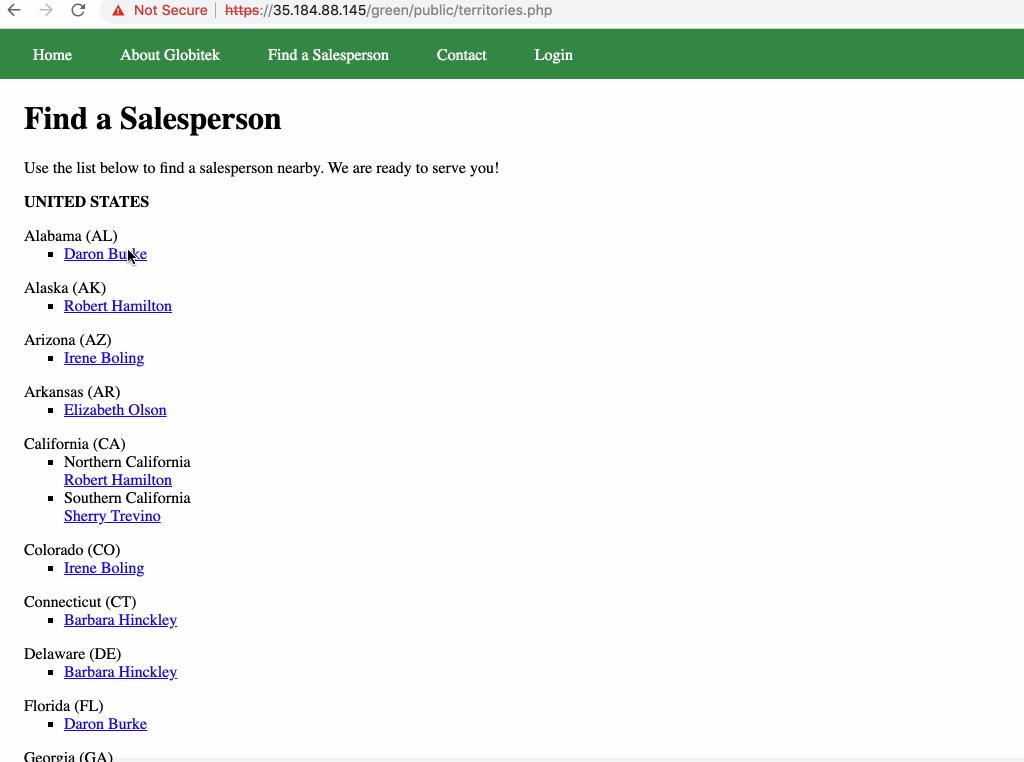 Not Secure | https://35.184.88.145/green/public/territories.php
Home About Globitek Find a Salesperson Contact Login
Find a Salesperson
Use the list below to find a salesperson nearby. We are ready to serve you!
UNITED STATES
Alabama (AL)
Daron Burke
Alaska (AK)
Robert Hamilton
Arizona (AZ)
Irene Boling
Arkansas (AR)
Elizabeth Olson
California (CA)
Northern California
Robert Hamilton
Southern California
Sherry Trevino
Colorado (CO)
Irene Boling
Connecticut (CT)
Barbara Hinckley
Delaware (DE)
Barbara Hinckley
Florida (FL)
Daron Burke
Georgia (GA)